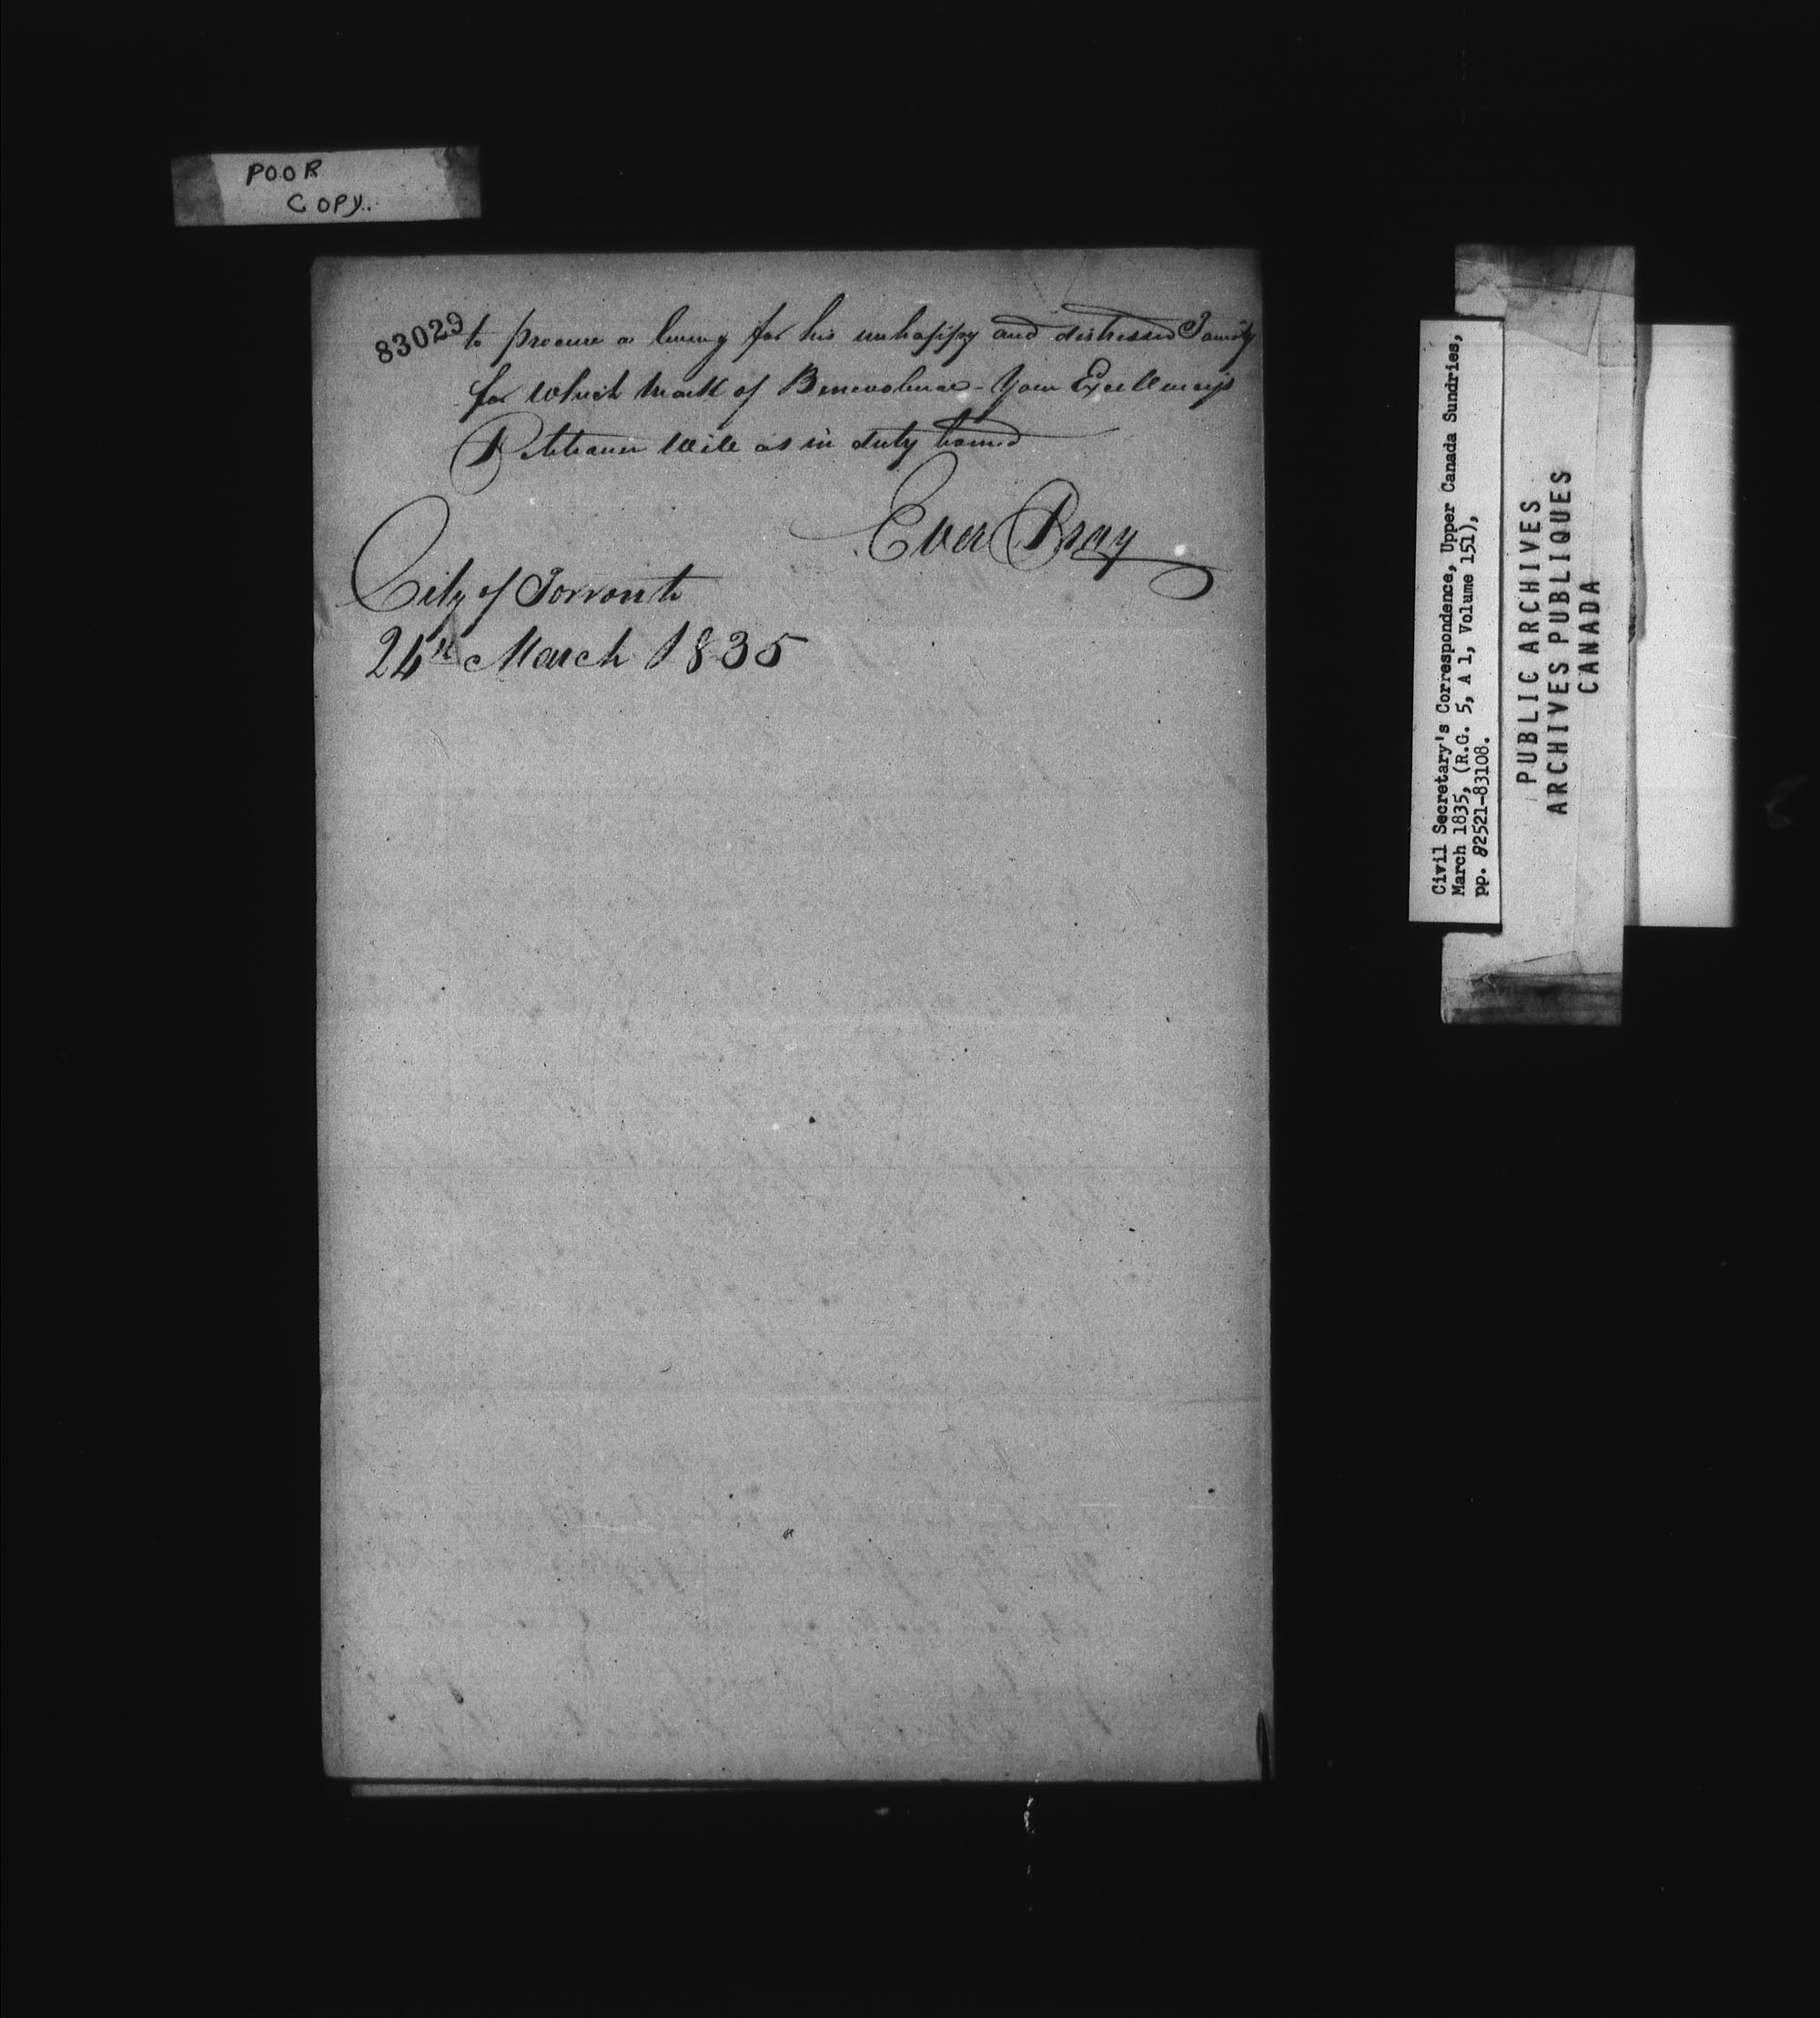 POOR
COPY..
83029
to procure a living for his unhappy and distressed Family
for which mark of Benevolence - Your Excellency's
Petitioner will as in duty bound
Ever Pray
City of Torronto
24th March 1835
Civil Secretary's Correspondence, Upper Canada Sundries,
March 1835, (R.G. 5, A 1, Volume 151),
pp. 82521-83108.
PUBLIC ARCHIVES
ARCHIVES PUBLIQUES
CANADA